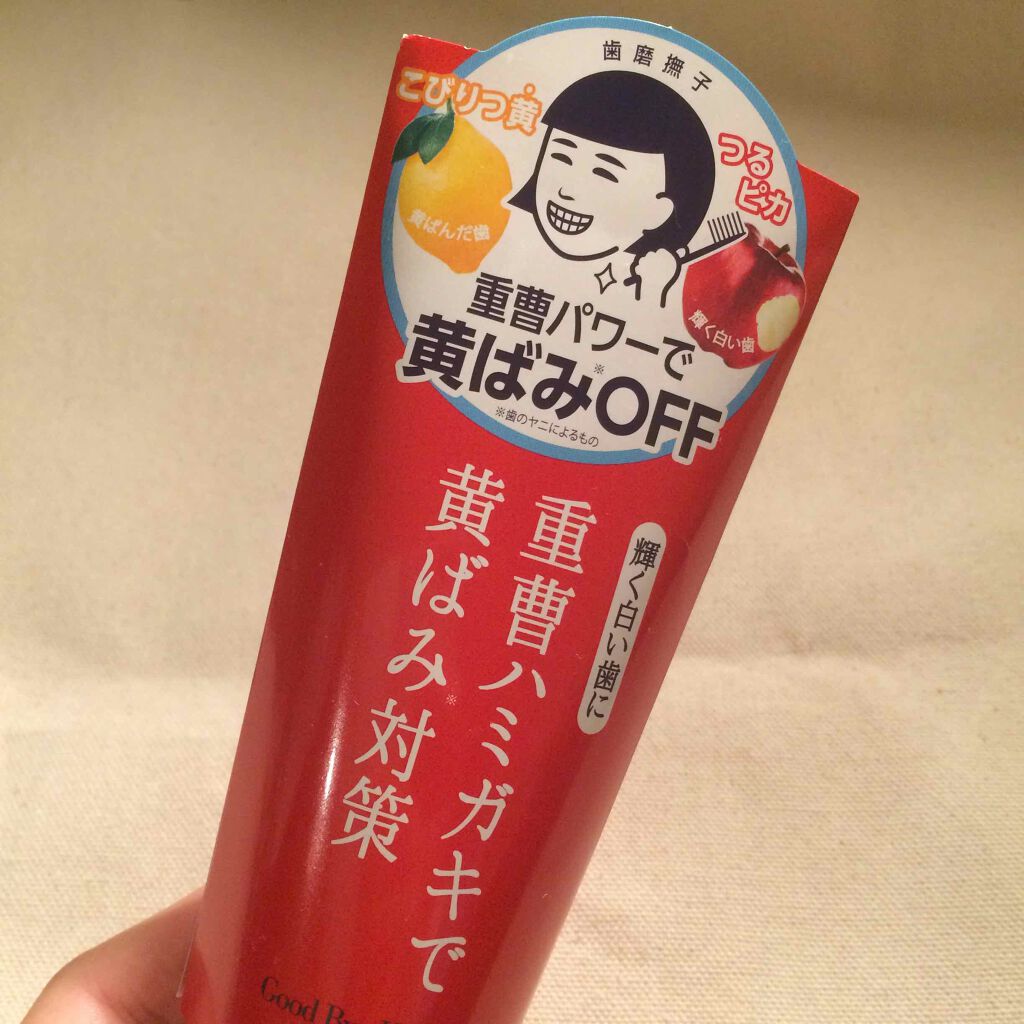 歯磨撫子
こびりつ黄
つる
ピカ
黄ばんだ歯
輝く白い歯
重曹パワーで
黄ばみ※OFF
※歯のヤニによるもの
輝く白い歯に
重曹ハミガキで
黄ばみ※対策
Good